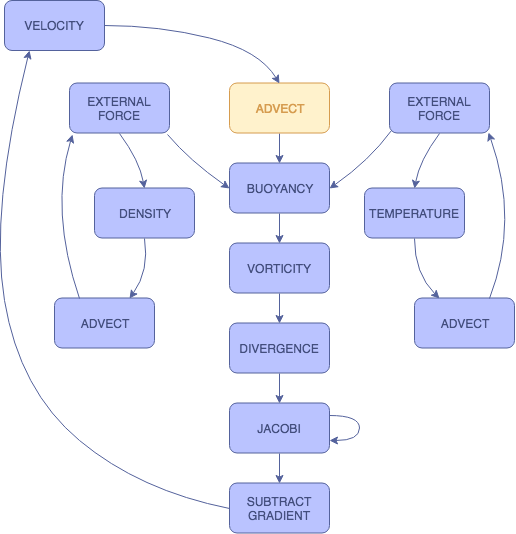 VELOCITY
EXTERNAL
FORCE
ADVECT
EXTERNAL
FORCE
BUOYANCY
DENSITY
TEMPERATURE
VORTICITY
ADVECT
ADVECT
DIVERGENCE
JACOBI
SUBTRACT
GRADIENT